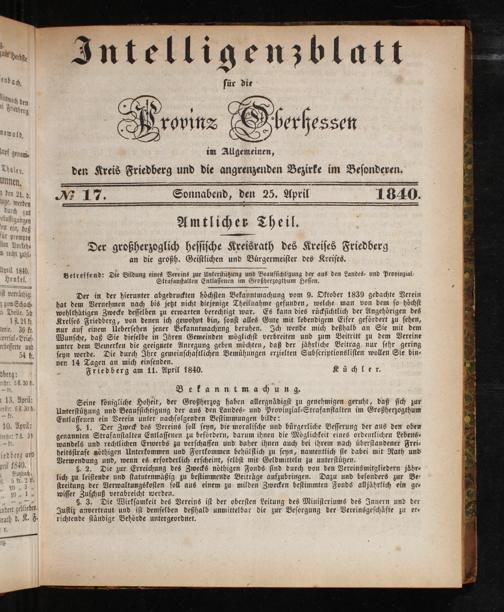 Intelligenzblatt
für die
Provinz Oberhessen
im Allgemeinen,
den Kreis Friedberg und die angrenzenden Bezirke im Besonderen.
№ 17. Sonnabend, den 25. April 1840.
Amtlicher Theil.
Der großherzoglich hessische Kreisrath des Kreises Friedberg
an die großh. Geistlichen und Bürgermeister des Kreises.
Betreffend: Die Bildung eines Vereins zur Unterstützung und Beaufsichtigung der aus den Landes- und Provinzial-
Strafanstalten Entlassenen im Großherzogthum Hessen.
Der in der hierunter abgedruckten höchsten Bekanntmachung vom 9. Oktober 1839 gedachte Verein
hat dem Vernehmen nach bis jetzt nicht diejenige Theilnahme gefunden, welche man von dem so höchst
wohlthätigen Zwecke desselben zu erwarten berechtigt war. Es kann dies rücksichtlich der Angehörigen des
Kreises Friedberg, von denen ich gewohnt bin, sonst alles Gute mit lebendigem Eifer gefördert zu sehen,
nur auf einem Uebersehen jener Bekanntmachung beruhen. Ich wende mich deßhalb an Sie mit dem
Wunsche, daß Sie dieselbe in Ihren Gemeinden möglichst verbreiten und zum Beitritt zu dem Vereine
unter dem Bemerken die geeignete Anregung geben möchten, daß der jährliche Beitrag nur sehr gering
seyn werde. Die durch Ihre gemeinschaftlichen Bemühungen erzielten Subscriptionslisten wollen Sie bin-
nen 14 Tagen an mich einsenden.
Friedberg am 11. April 1840. Küchler.
Bekanntmachung.
Seine königliche Hoheit, der Großherzog haben allergnädigst zu genehmigen geruht, daß sich zur
Unterstützung und Beaufsichtigung der aus den Landes- und Provinzial-Strafanstalten im Großherzogthum
Entlassenen ein Verein unter nachfolgenden Bestimmungen bilde:
§. 1. Der Zweck des Vereins soll seyn, die moralische und bürgerliche Besserung der aus den oben
genannten Strafanstalten Entlassenen zu befördern, darum ihnen die Möglichkeit eines ordentlichen Lebens-
wandels und redlichen Erwerbs zu verschaffen und daher ihnen auch bei ihrem nach überstandener Frei-
heitsstrafe nöthigen Unterkommen und Fortkommen behülflich zu seyn, namentlich sie dabei mit Rath und
Verwendung und, wenn es erforderlich erscheint, selbst mit Geldmitteln zu unterstützen.
§. 2. Die zur Erreichung des Zwecks nöthigen Fonds sind durch von den Vereinsmitgliedern jähr-
lich zu leistende und statutenmäßig zu bestimmende Beiträge aufzubringen. Dazu und besonders zur Be-
streitung der Verwaltungskosten soll aus einem zu milden Zwecken bestimmten Fonds alljährlich ein ge-
wisser Zuschuß verabreicht werden.
§. 3. Die Wirksamkeit des Vereins ist der obersten Leitung des Ministeriums des Innern und der
Justiz anvertraut und ist demselben deßhalb unmittelbar die zur Besorgung der Vereinsgeschäfte zu er-
richtende ständige Behörde untergeordnet.